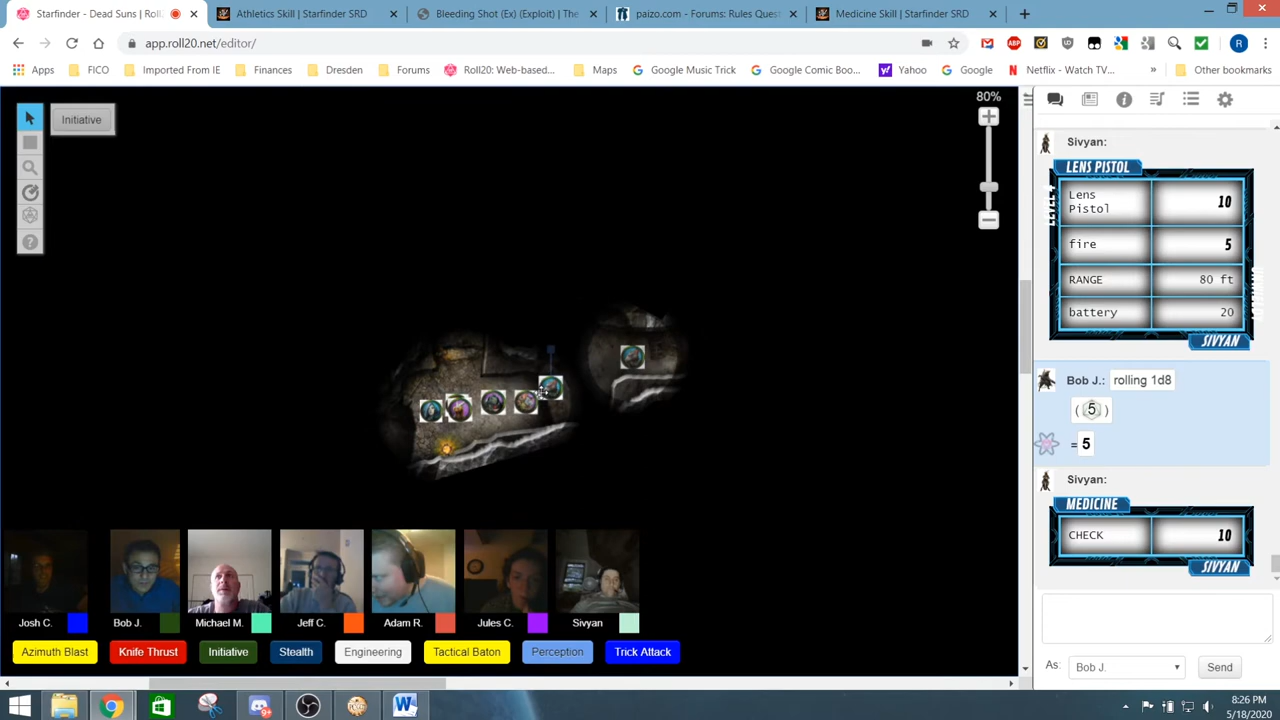 Starfinder - Dead Suns | Roll
Athletics Skill | Starfinder SRD
Bleeding Shot (Ex) (Exploit) | The
paizo.com - Forums: Rules Quest
Medicine Skill | Starfinder SRD
app.roll20.net/editor/
Apps
FICO
Imported From IE
Finances
Dresden
Forums
Roll20: Web-based...
Maps
Google Music Trick
Google Comic Boo...
Yahoo
Google
Netflix - Watch TV...
Other bookmarks
Initiative
80%
Sivyan:
LENS PISTOL
LEVEL 4
Lens
Pistol
10
fire
5
RANGE
80 ft
battery
20
SIVYAN
Bob J.:
rolling 1d8
(5)
= 5
Sivyan:
MEDICINE
CHECK
10
SIVYAN
Josh C.
Bob J.
Michael M.
Jeff C.
Adam R.
Jules C.
Sivyan
Azimuth Blast
Knife Thrust
Initiative
Stealth
Engineering
Tactical Baton
Perception
Trick Attack
As:
Bob J.
Send
8:26 PM
5/18/2020